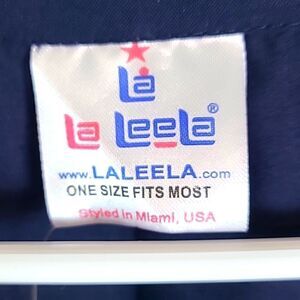 La
La Leela®
www.LALEELA.com
ONE SIZE FITS MOST
Styled in Miami, USA